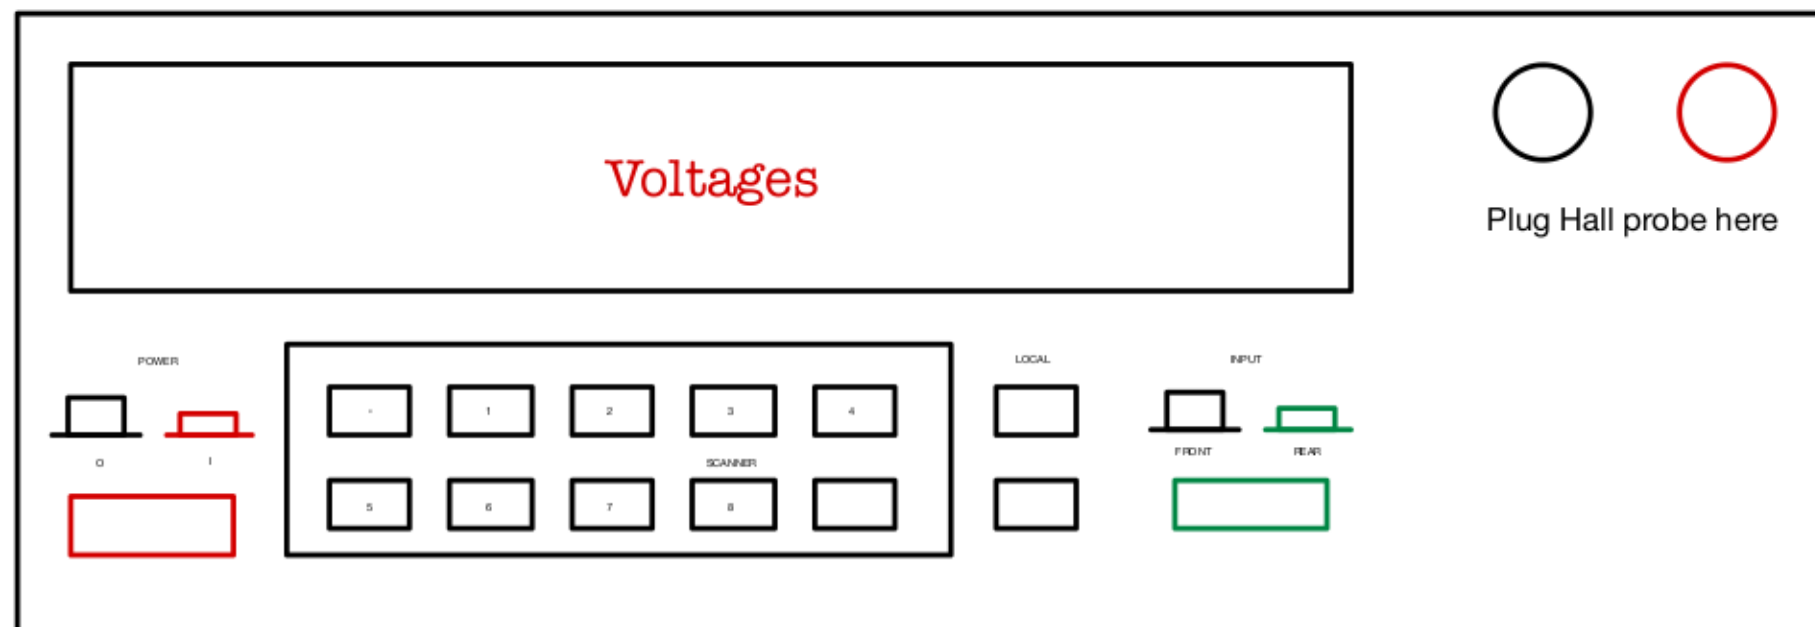 Voltages
Plug Hall probe here
POWER
LOCAL
INPUT
- 1 2 3 4
O I
SCANNER
FRONT REAR
5 6 7 8